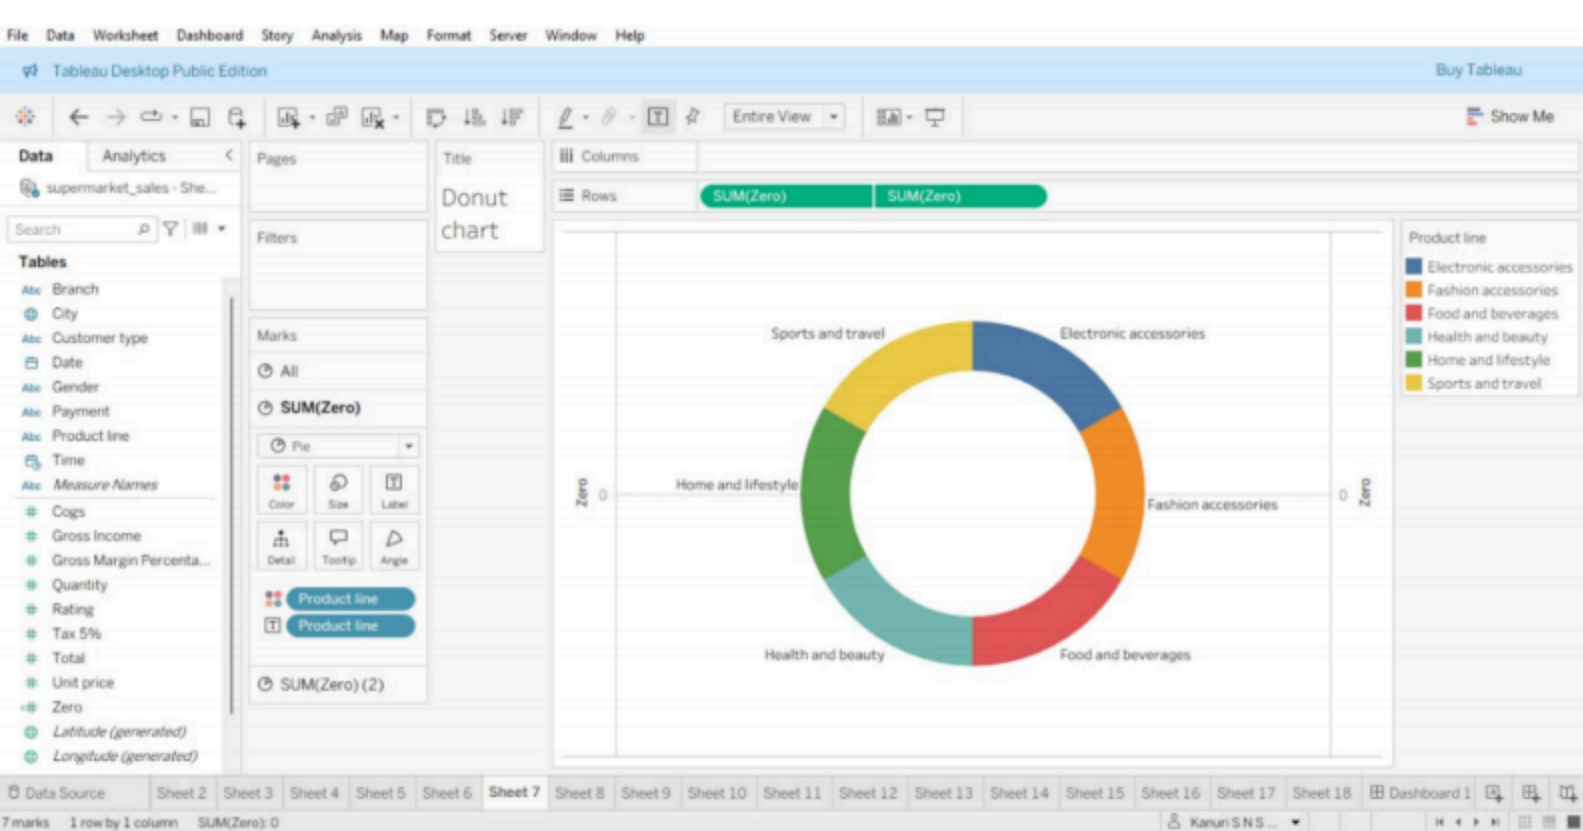 File Data Worksheet Dashboard Story Analysis Map Format Server Window Help
Tableau Desktop Public Edition
Buy Tableau
Entire View
Show Me
Data Analytics
supermarket_sales - She...
Search
Tables
Branch
City
Customer type
Date
Gender
Payment
Product line
Time
Measure Names
Cogs
Gross Income
Gross Margin Percenta...
Quantity
Rating
Tax 5%
Total
Unit price
Zero
Latitude (generated)
Longitude (generated)
Pages
Filters
Marks
All
SUM(Zero)
Pie
Color Size Label
Detail Tooltip Angle
Product line
Product line
SUM(Zero) (2)
Title
Donut
chart
Columns
Rows SUM(Zero) SUM(Zero)
Sports and travel Electronic accessories
Zero 0 Home and lifestyle 0 Zero
Fashion accessories
Health and beauty Food and beverages
Product line
Electronic accessories
Fashion accessories
Food and beverages
Health and beauty
Home and lifestyle
Sports and travel
Data Source Sheet 2 Sheet 3 Sheet 4 Sheet 5 Sheet 6 Sheet 7 Sheet 8 Sheet 9 Sheet 10 Sheet 11 Sheet 12 Sheet 13 Sheet 14 Sheet 15 Sheet 16 Sheet 17 Sheet 18 Dashboard 1
7 marks 1 row by 1 column SUM(Zero): 0
Kanuri S N S ...